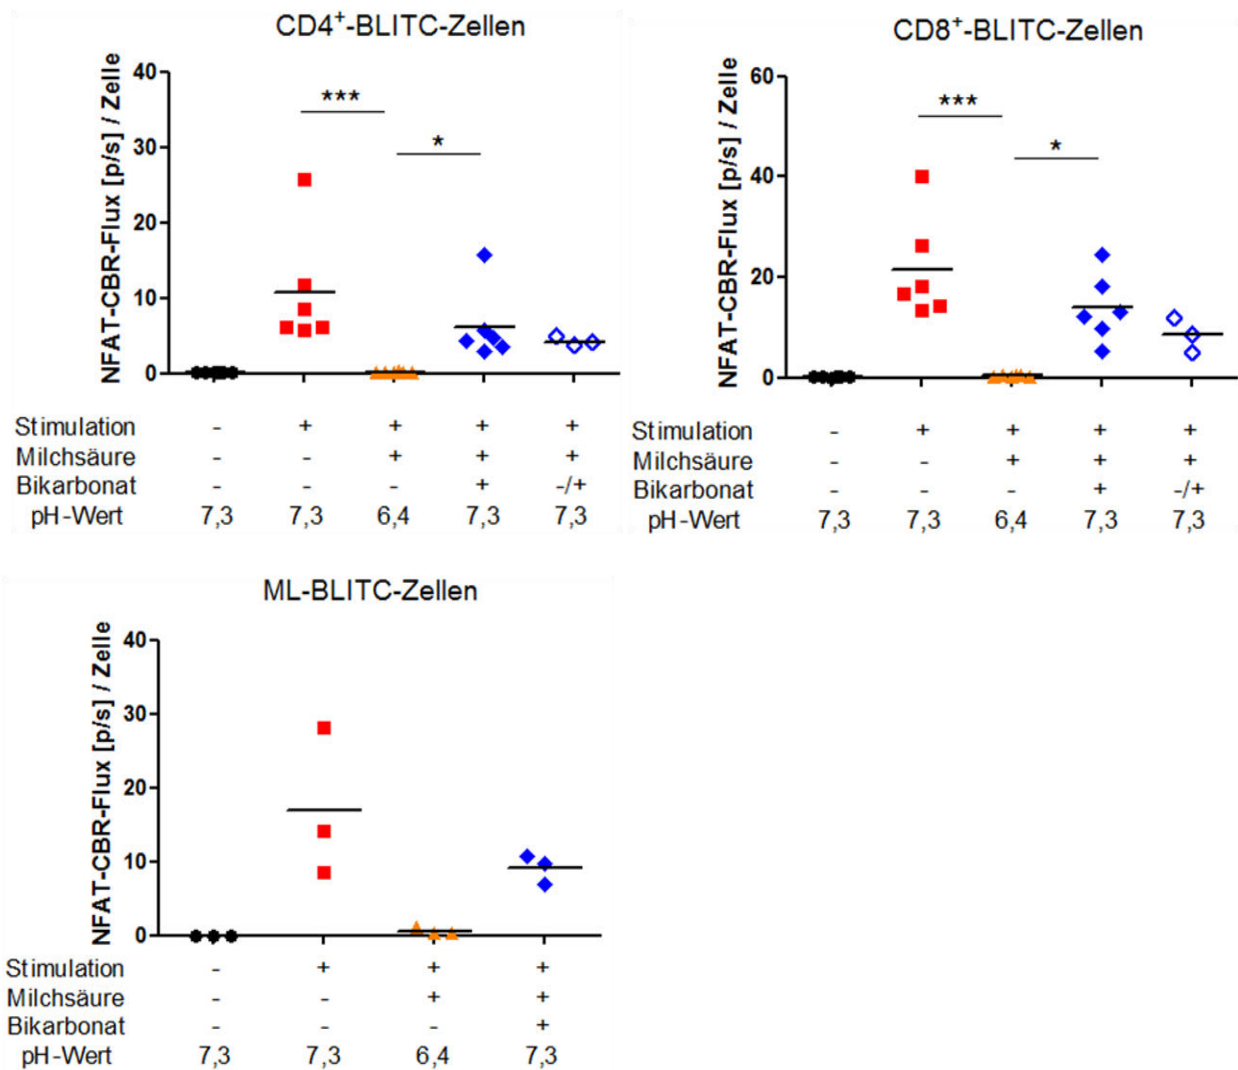 CD4⁺-BLITC-Zellen
NFAT-CBR-Flux [p/s] / Zelle
40
30
20
10
0
***
*
Stimulation - + + + +
Milchsäure - - + + +
Bikarbonat - - - + -/+
pH-Wert 7,3 7,3 6,4 7,3 7,3
CD8⁺-BLITC-Zellen
NFAT-CBR-Flux [p/s] / Zelle
60
40
20
0
***
*
Stimulation - + + + +
Milchsäure - - + + +
Bikarbonat - - - + -/+
pH-Wert 7,3 7,3 6,4 7,3 7,3
ML-BLITC-Zellen
NFAT-CBR-Flux [p/s] / Zelle
40
30
20
10
0
Stimulation - + + +
Milchsäure - - + +
Bikarbonat - - - +
pH-Wert 7,3 7,3 6,4 7,3